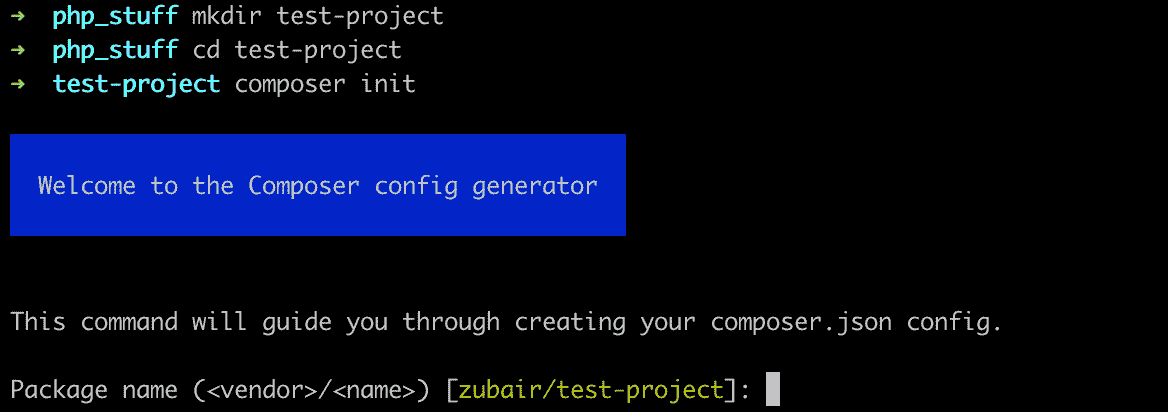 ➜ php_stuff mkdir test-project
➜ php_stuff cd test-project
➜ test-project composer init
Welcome to the Composer config generator
This command will guide you through creating your composer.json config.
Package name (<vendor>/<name>) [zubair/test-project]: